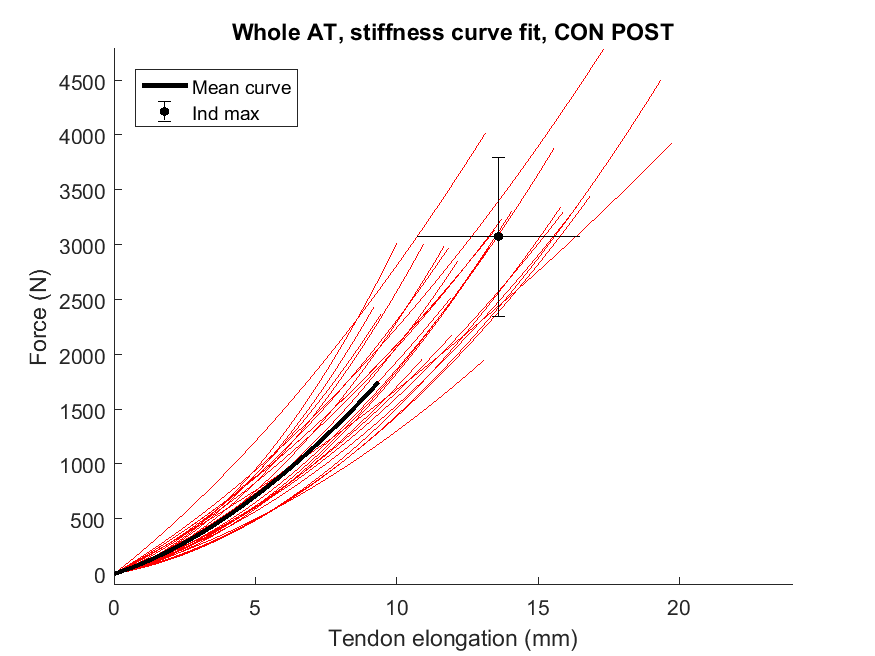 Whole AT, stiffness curve fit, CON POST
Mean curve
Ind max
4500
4000
3500
3000
2500
2000
1500
1000
500
0
Force (N)
0 5 10 15 20
Tendon elongation (mm)